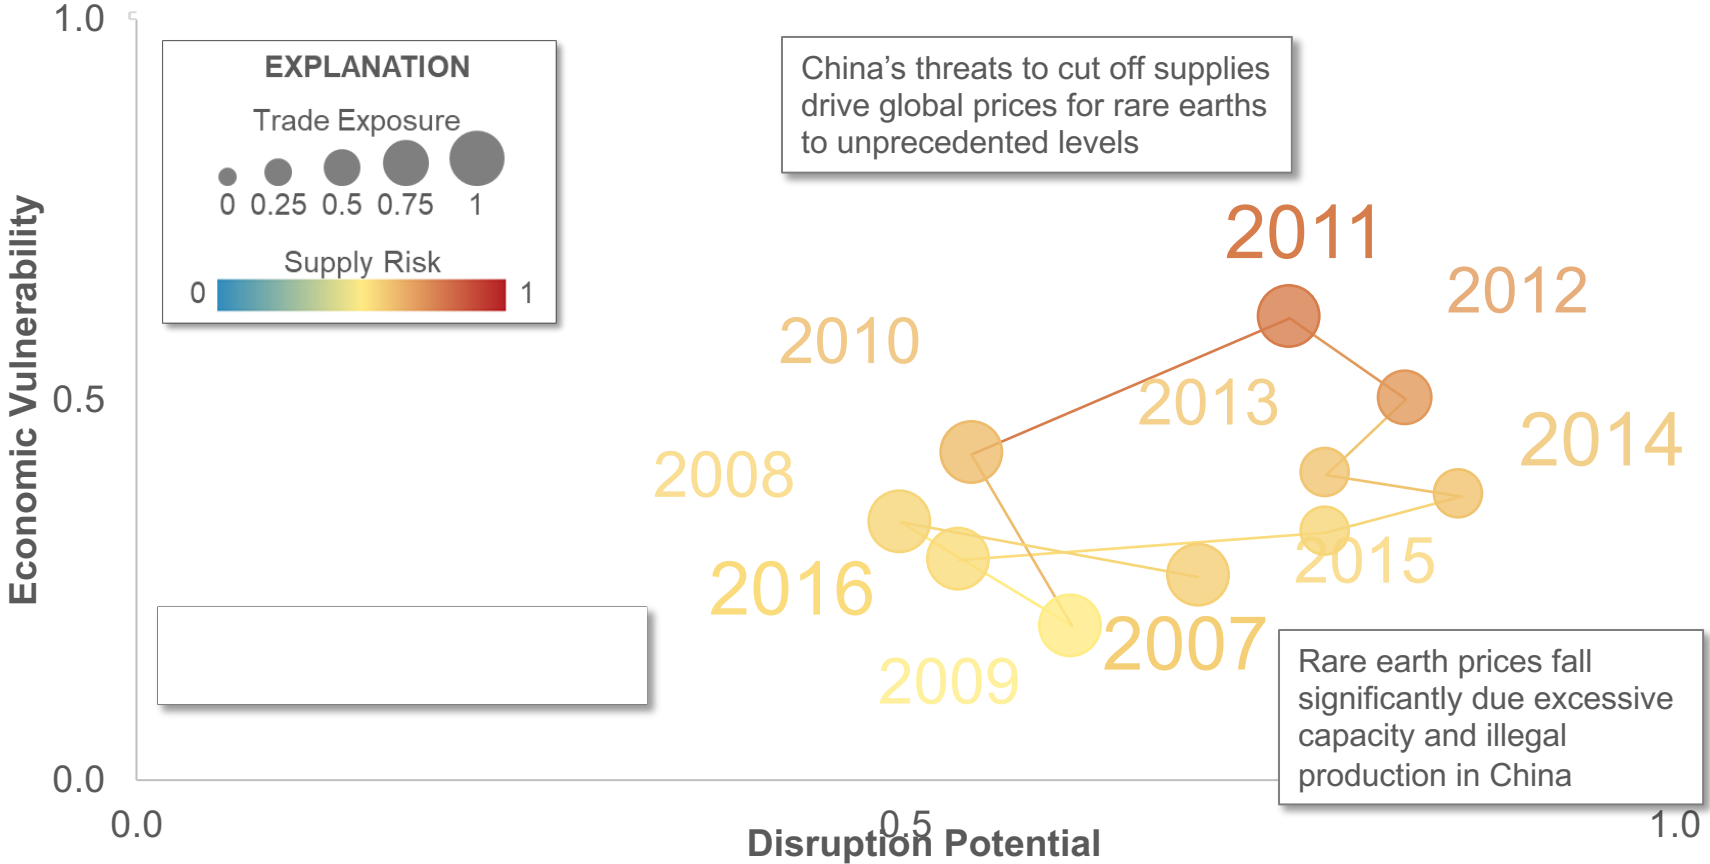 1.0
EXPLANATION
Trade Exposure
0 0.25 0.5 0.75 1
Supply Risk
0 1
China’s threats to cut off supplies
drive global prices for rare earths
to unprecedented levels
2011
2012
2010
2013
0.5
2014
2008
2015
2016
2007
2009
Economic Vulnerability
Rare earth prices fall
significantly due excessive
capacity and illegal
production in China
0.0
0.0 0.5 1.0
Disruption Potential